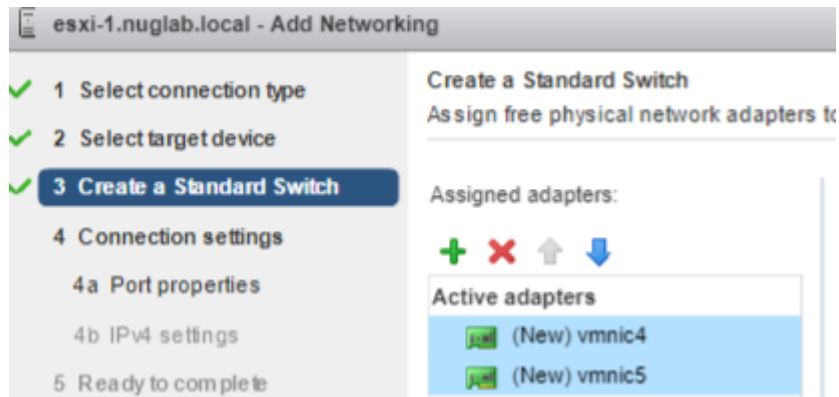 esxi-1.nuglab.local - Add Networking
1 Select connection type
2 Select target device
3 Create a Standard Switch
4 Connection settings
4a Port properties
4b IPv4 settings
5 Ready to complete
Create a Standard Switch
Assign free physical network adapters to
Assigned adapters:
Active adapters
(New) vmnic4
(New) vmnic5